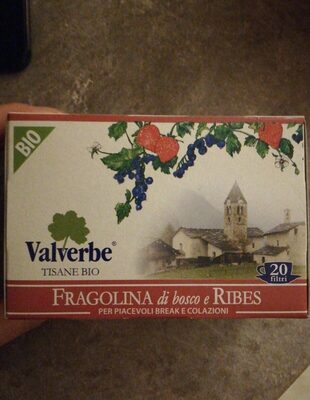 BIO
Valverbe®
TISANE BIO
20
filtri
FRAGOLINA di bosco e RIBES
PER PIACEVOLI BREAK E COLAZIONI